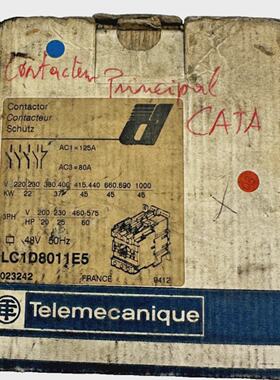 Contacteur Principal
CATA
Contactor
Contacteur
Schütz
AC1=125A
AC3=80A
V 220.230 380.400 415.440 660.690 1000
KW 22 37 45 45 45
3PH V 200 230 460-575
HP 20 25 60
48V 50Hz
LC1D8011E5
023242 FRANCE 9412
Telemecanique